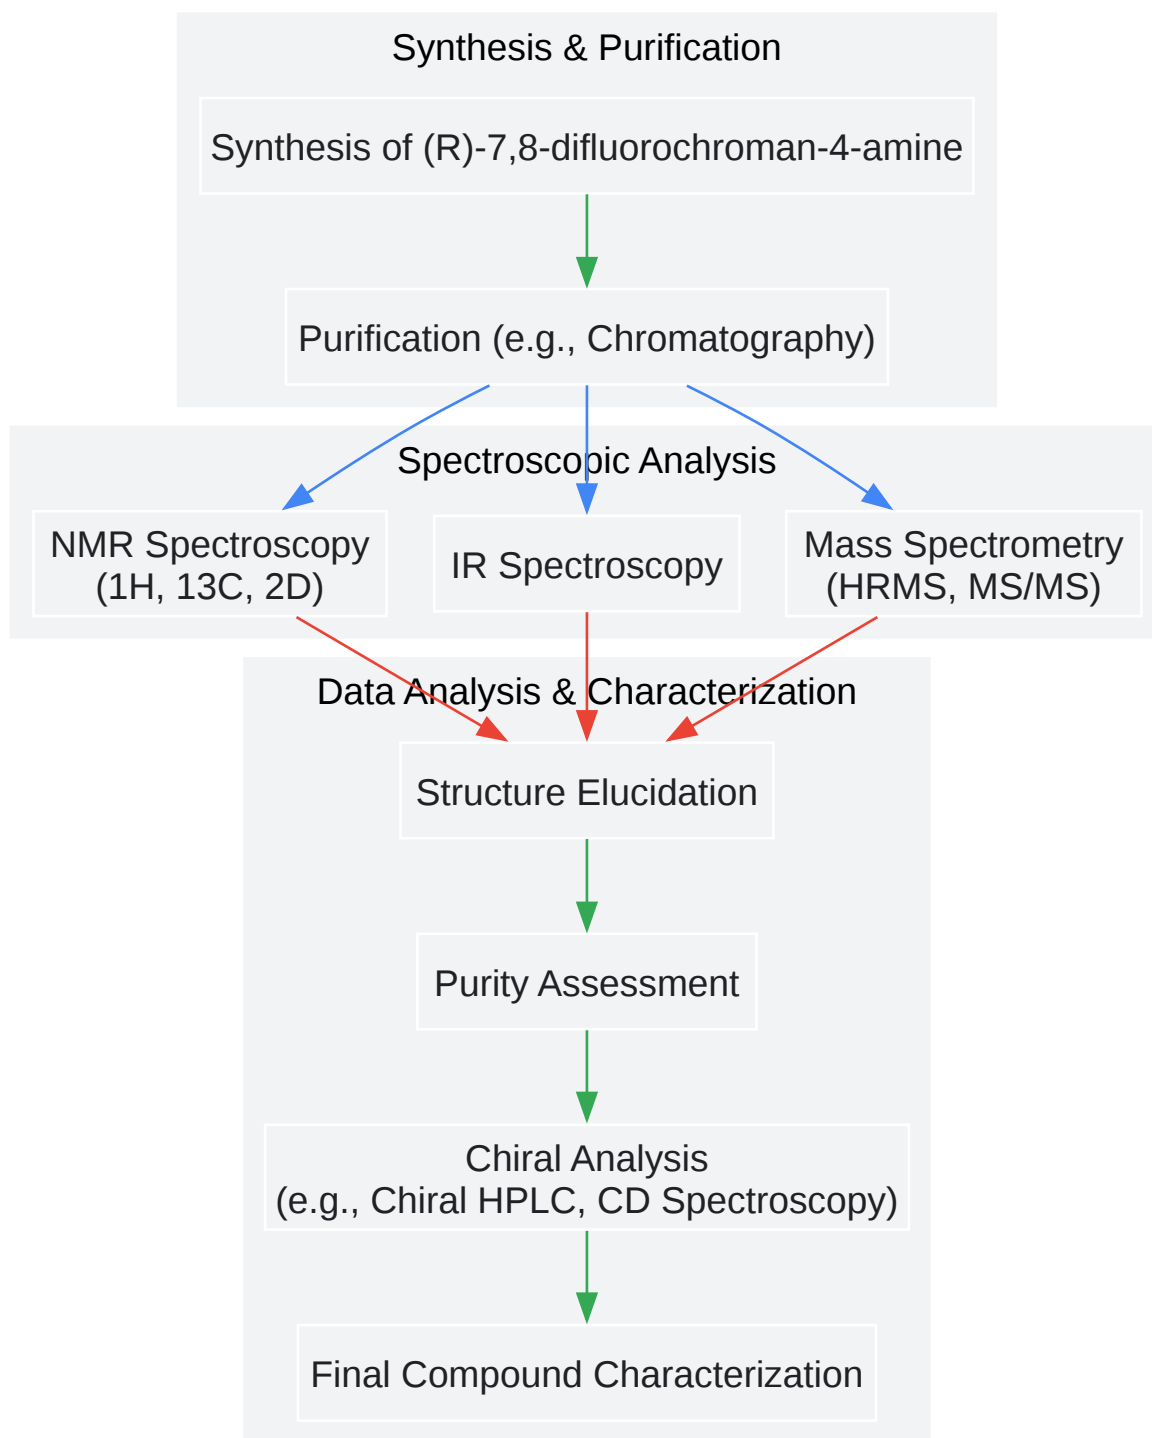 Synthesis & Purification
Synthesis of (R)-7,8-difluorochroman-4-amine
Purification (e.g., Chromatography)
Spectroscopic Analysis
NMR Spectroscopy
(1H, 13C, 2D)
IR Spectroscopy
Mass Spectrometry
(HRMS, MS/MS)
Data Analysis & Characterization
Structure Elucidation
Purity Assessment
Chiral Analysis
(e.g., Chiral HPLC, CD Spectroscopy)
Final Compound Characterization